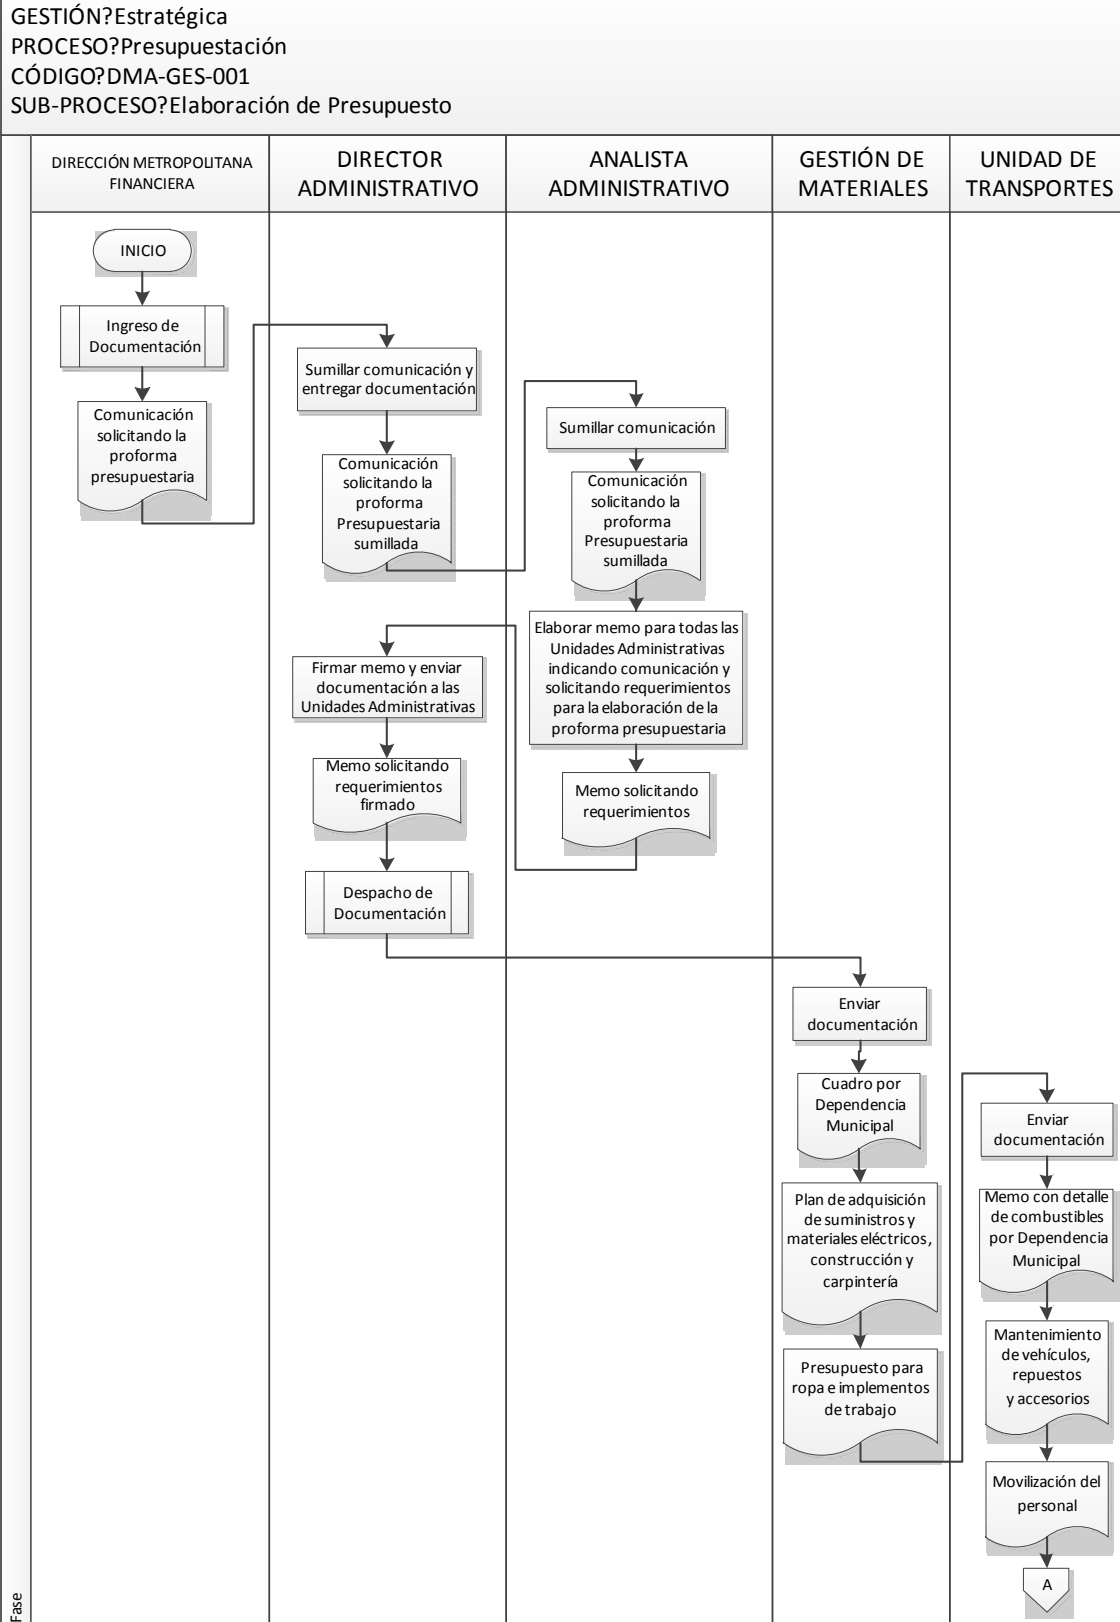 GESTIÓN?Estratégica
PROCESO?Presupuestación
CÓDIGO?DMA-GES-001
SUB-PROCESO?Elaboración de Presupuesto
DIRECCIÓN METROPOLITANA
FINANCIERA
DIRECTOR
ADMINISTRATIVO
ANALISTA
ADMINISTRATIVO
GESTIÓN DE
MATERIALES
UNIDAD DE
TRANSPORTES
INICIO
Ingreso de
Documentación
Comunicación
solicitando la
proforma
presupuestaria
Sumillar comunicación y
entregar documentación
Comunicación
solicitando la
proforma
Presupuestaria
sumillada
Sumillar comunicación
Comunicación
solicitando la
proforma
Presupuestaria
sumillada
Elaborar memo para todas las
Unidades Administrativas
indicando comunicación y
solicitando requerimientos
para la elaboración de la
proforma presupuestaria
Memo solicitando
requerimientos
Firmar memo y enviar
documentación a las
Unidades Administrativas
Memo solicitando
requerimientos
firmado
Despacho de
Documentación
Enviar
documentación
Cuadro por
Dependencia
Municipal
Plan de adquisición
de suministros y
materiales eléctricos,
construcción y
carpintería
Presupuesto para
ropa e implementos
de trabajo
Enviar
documentación
Memo con detalle
de combustibles
por Dependencia
Municipal
Mantenimiento
de vehículos,
repuestos
y accesorios
Movilización del
personal
A
Fase